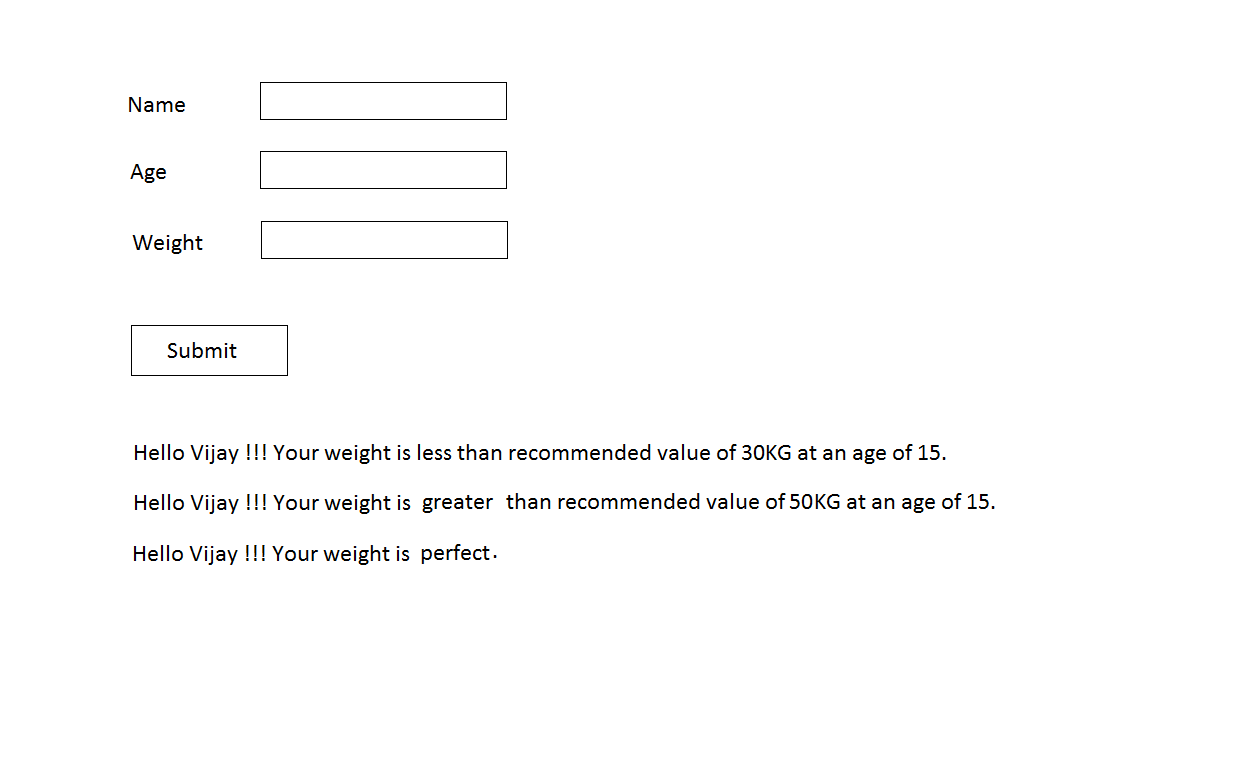 Name
Age
Weight
Submit
Hello Vijay !!! Your weight is less than recommended value of 30KG at an age of 15.
Hello Vijay !!! Your weight is greater than recommended value of 50KG at an age of 15.
Hello Vijay !!! Your weight is perfect.